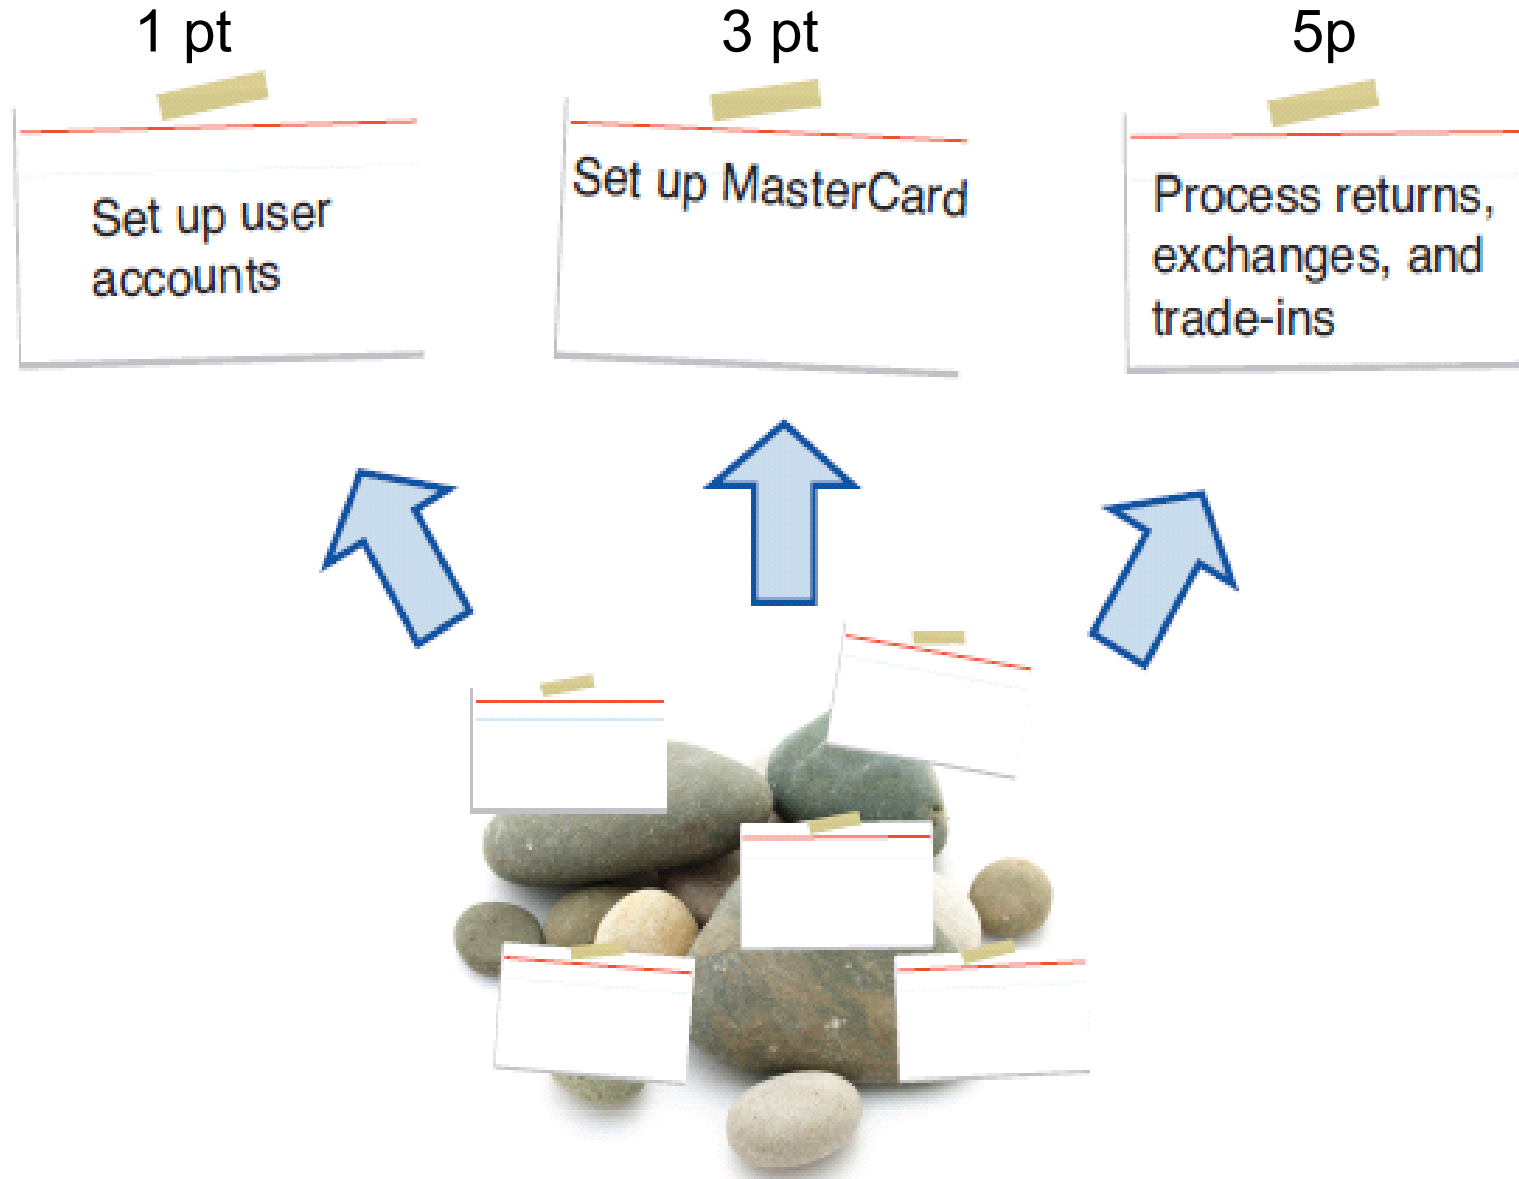 1 pt
3 pt
5p
Set up user
accounts
Set up MasterCard
Process returns,
exchanges, and
trade-ins